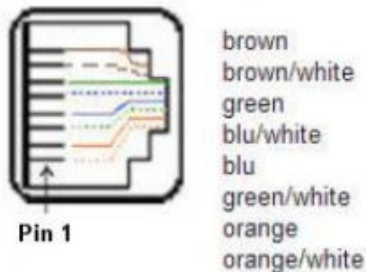 brown
brown/white
green
blu/white
blu
green/white
orange
orange/white
Pin 1